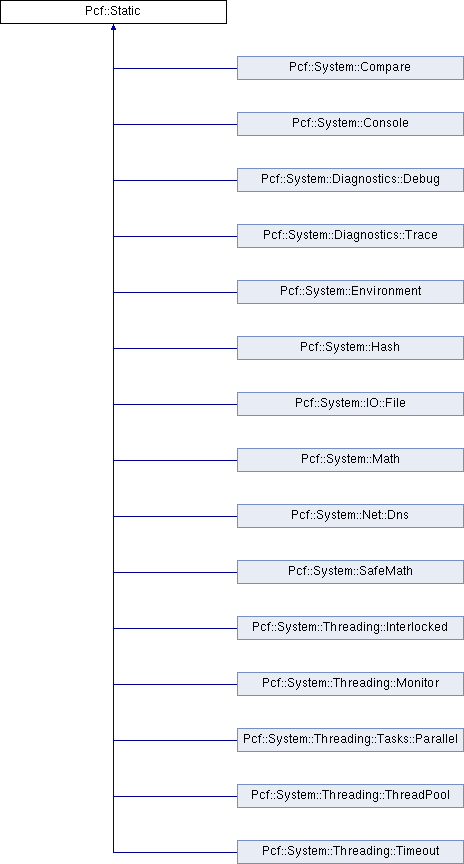 Pcf::Static
Pcf::System::Compare
Pcf::System::Console
Pcf::System::Diagnostics::Debug
Pcf::System::Diagnostics::Trace
Pcf::System::Environment
Pcf::System::Hash
Pcf::System::IO::File
Pcf::System::Math
Pcf::System::Net::Dns
Pcf::System::SafeMath
Pcf::System::Threading::Interlocked
Pcf::System::Threading::Monitor
Pcf::System::Threading::Tasks::Parallel
Pcf::System::Threading::ThreadPool
Pcf::System::Threading::Timeout